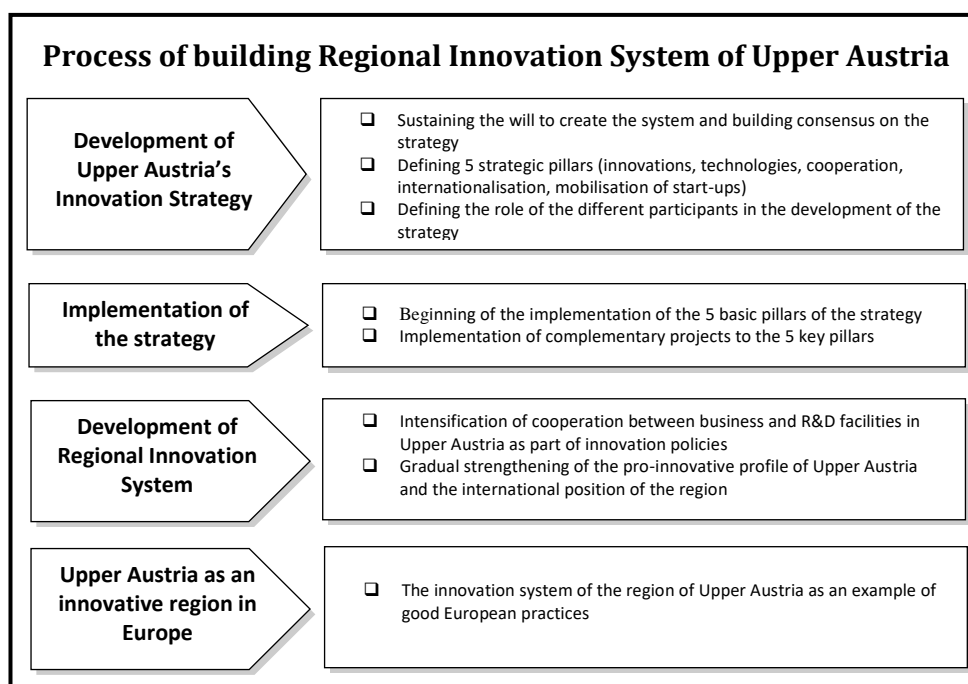 Process of building Regional Innovation System of Upper Austria
Development of
Upper Austria's
Innovation Strategy
❑ Sustaining the will to create the system and building consensus on the
strategy
❑ Defining 5 strategic pillars (innovations, technologies, cooperation,
internationalisation, mobilisation of start-ups)
❑ Defining the role of the different participants in the development of the
strategy
Implementation of
the strategy
❑ Beginning of the implementation of the 5 basic pillars of the strategy
❑ Implementation of complementary projects to the 5 key pillars
Development of
Regional Innovation
System
❑ Intensification of cooperation between business and R&D facilities in
Upper Austria as part of innovation policies
❑ Gradual strengthening of the pro-innovative profile of Upper Austria
and the international position of the region
Upper Austria as an
innovative region in
Europe
❑ The innovation system of the region of Upper Austria as an example of
good European practices